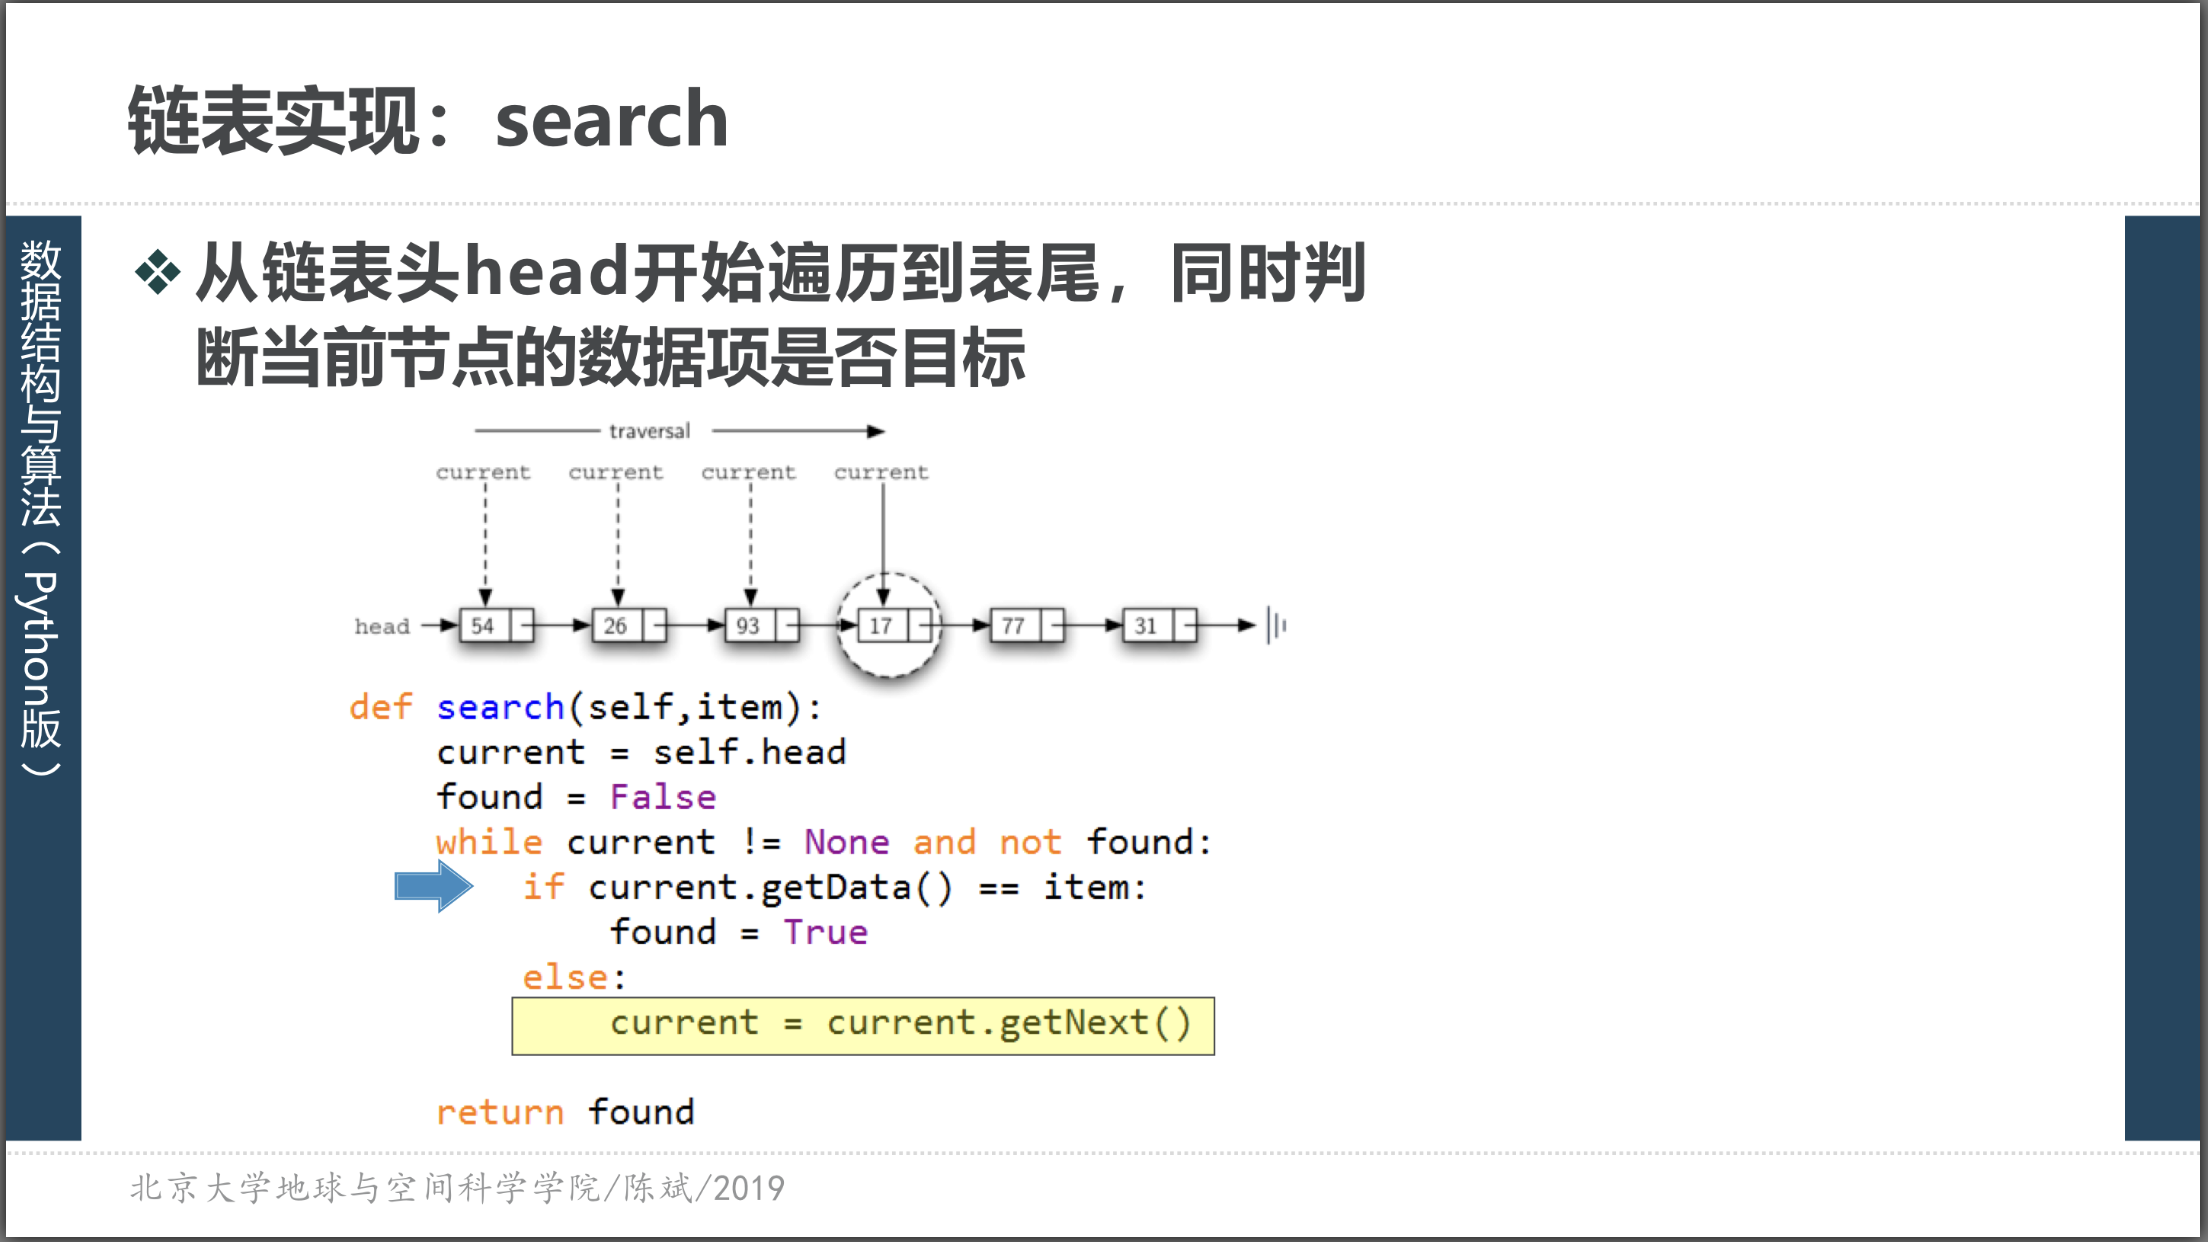 链表实现：search
数据结构与算法（Python版）
❖从链表头head开始遍历到表尾，同时判
断当前节点的数据项是否目标
traversal
current current current current
head 54 26 93 17 77 31
def search(self,item):
    current = self.head
    found = False
    while current != None and not found:
        if current.getData() == item:
            found = True
        else:
            current = current.getNext()
    return found
北京大学地球与空间科学学院/陈斌/2019